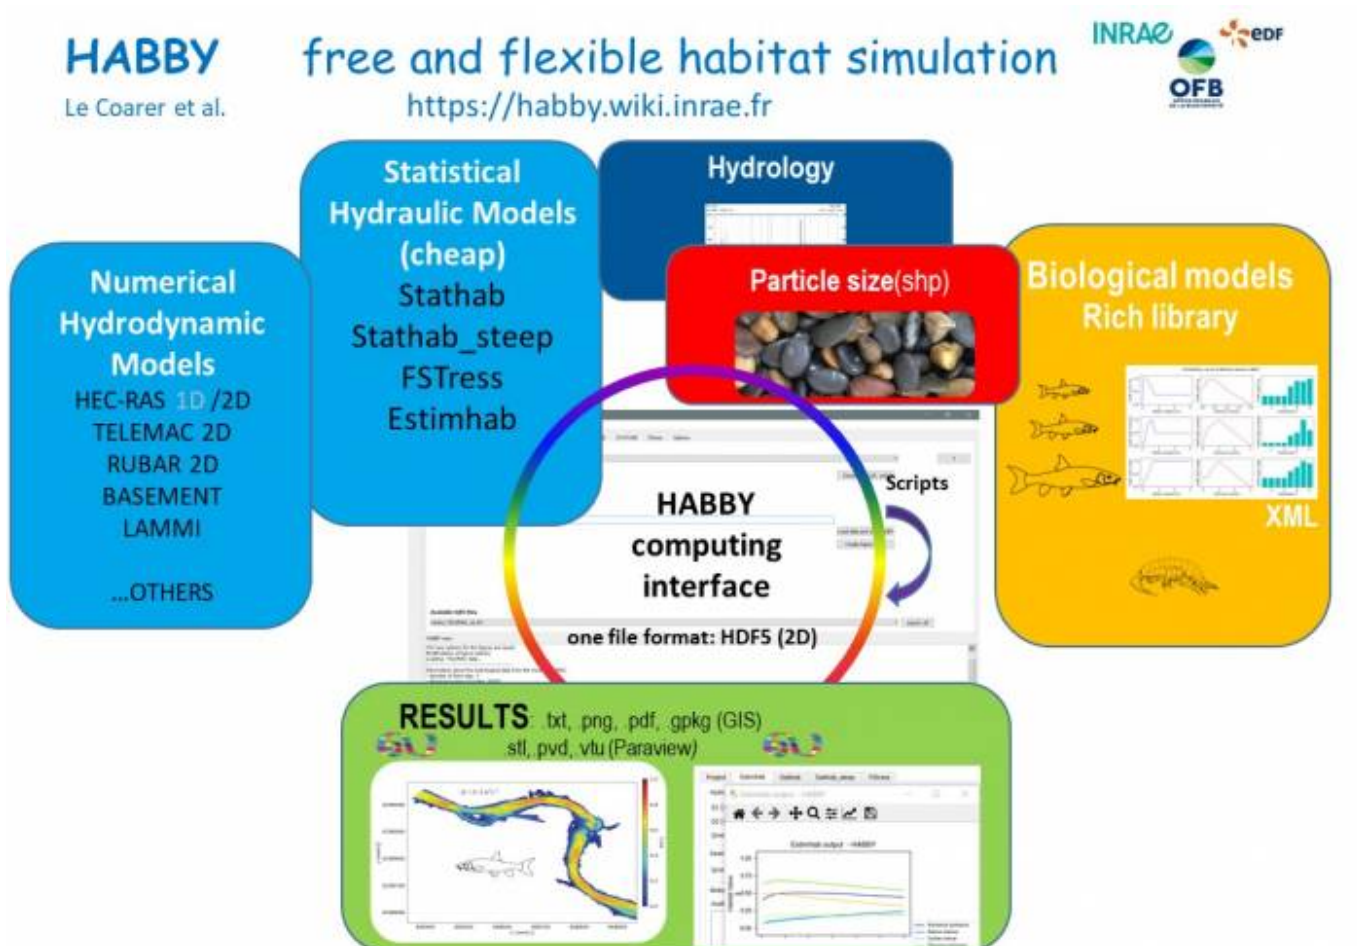 HABBY free and flexible habitat simulation
Le Coarer et al. https://habby.wiki.inrae.fr
INRAE
edf
OFB
Statistical
Hydraulic Models
(cheap)
Stathab
Stathab_steep
FSTress
Estimhab
Hydrology
Numerical
Hydrodynamic
Models
HEC-RAS 1D /2D
TELEMAC 2D
RUBAR 2D
BASEMENT
LAMMI
...OTHERS
Particle size(shp)
Biological models
Rich library
XML
Scripts
HABBY
computing
interface
one file format: HDF5 (2D)
RESULTS: .txt, .png, .pdf, .gpkg (GIS)
stl, pvd, vtu (Paraview)
Estimhab output - HABBY